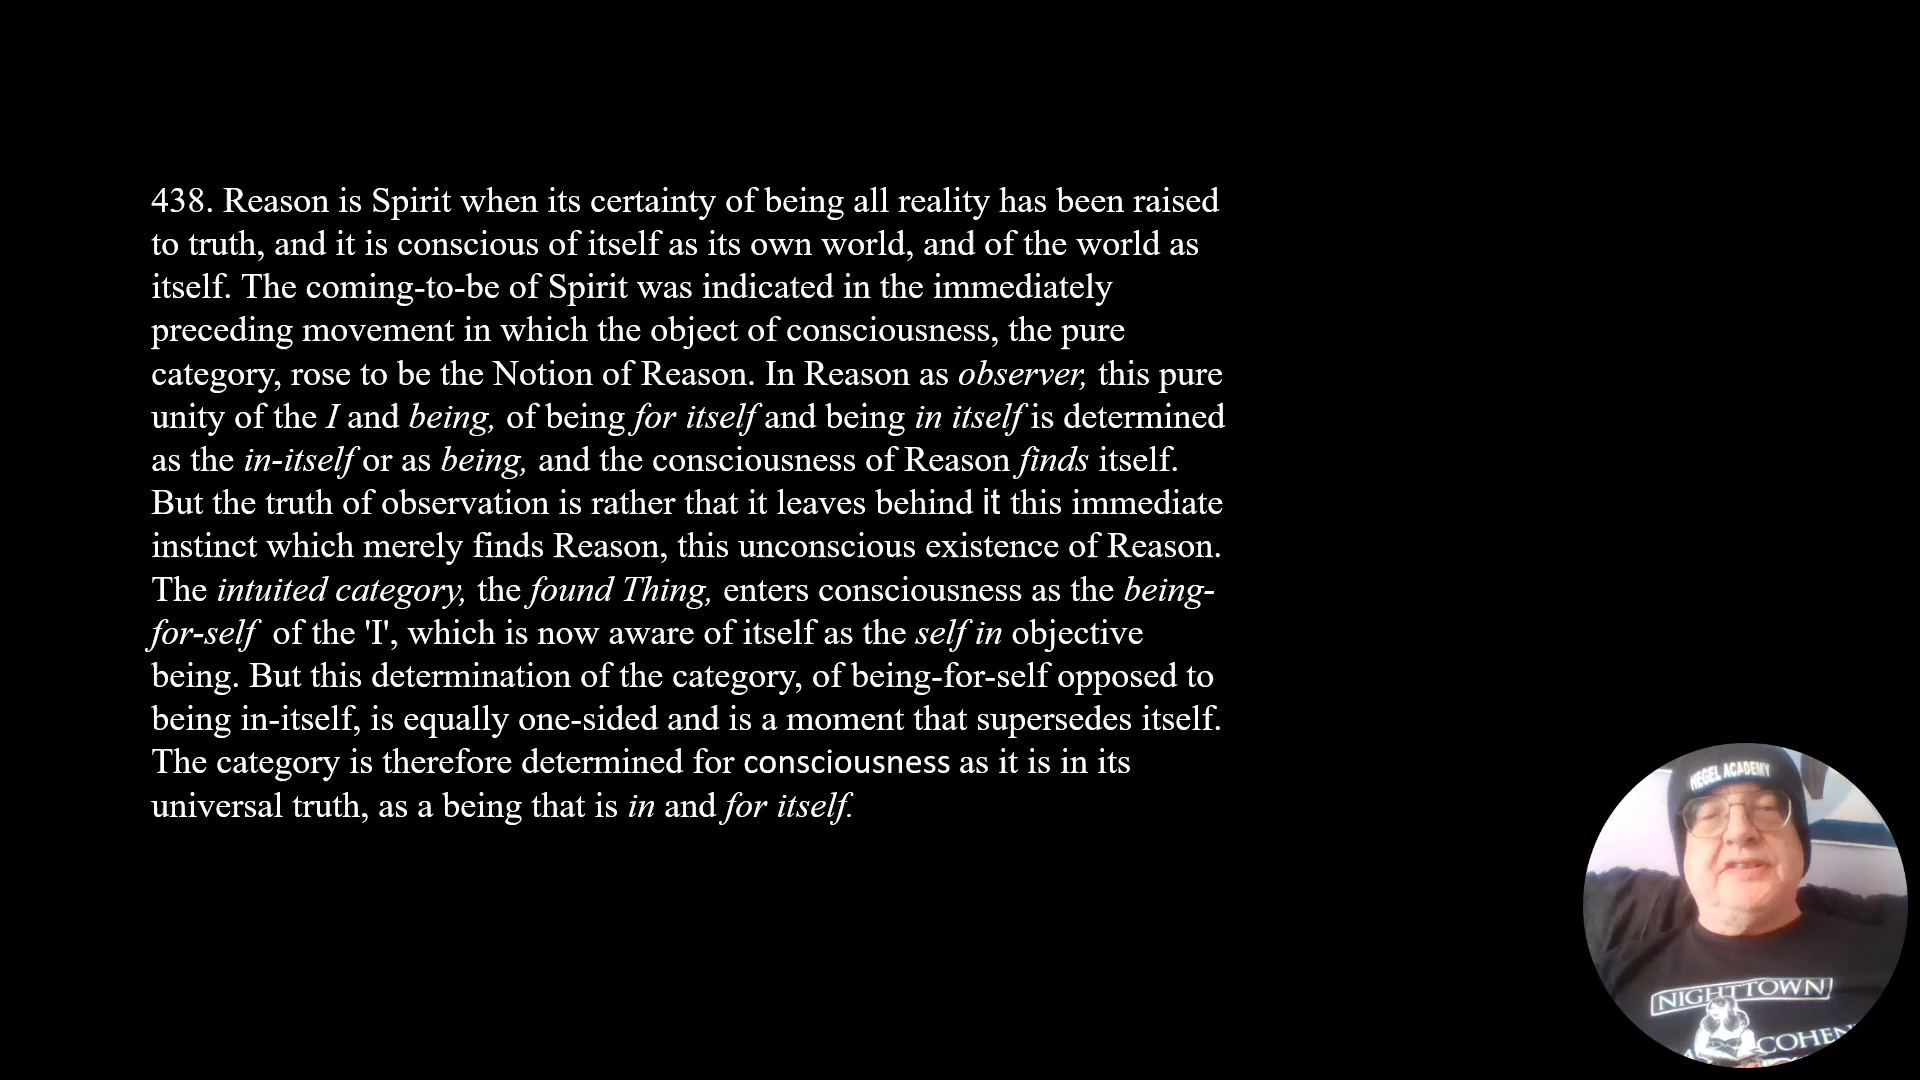 438. Reason is Spirit when its certainty of being all reality has been raised
to truth, and it is conscious of itself as its own world, and of the world as
itself. The coming-to-be of Spirit was indicated in the immediately
preceding movement in which the object of consciousness, the pure
category, rose to be the Notion of Reason. In Reason as observer, this pure
unity of the I and being, of being for itself and being in itself is determined
as the in-itself or as being, and the consciousness of Reason finds itself.
But the truth of observation is rather that it leaves behind it this immediate
instinct which merely finds Reason, this unconscious existence of Reason.
The intuited category, the found Thing, enters consciousness as the being-
for-self of the 'I', which is now aware of itself as the self in objective
being. But this determination of the category, of being-for-self opposed to
being in-itself, is equally one-sided and is a moment that supersedes itself.
The category is therefore determined for consciousness as it is in its
universal truth, as a being that is in and for itself.
HEGEL ACADEMY
NIGHTTOWN
COHEN